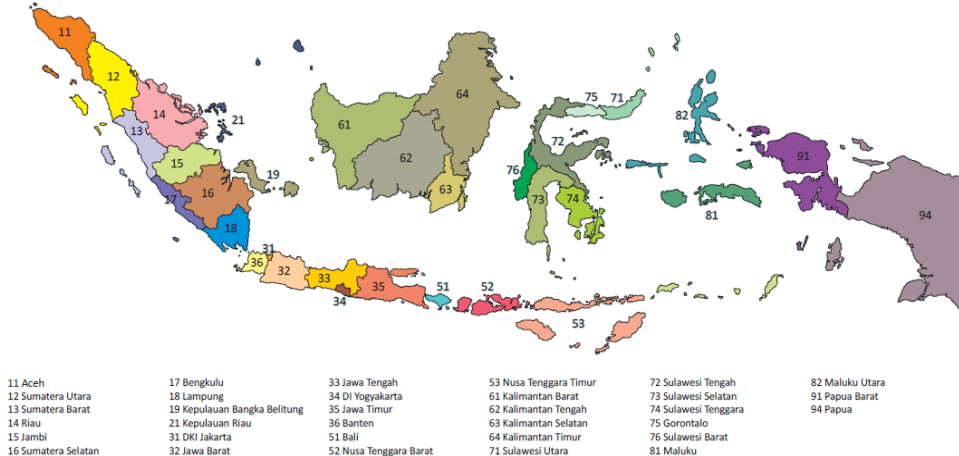 11
12
13
14
21
15
16
19
17
18
61
62
63
64
75 71
72
76
73
74
82
81
91
94
31
36
32
33
34
35
51
52
53
11 Aceh
12 Sumatera Utara
13 Sumatera Barat
14 Riau
15 Jambi
16 Sumatera Selatan
17 Bengkulu
18 Lampung
19 Kepulauan Bangka Belitung
21 Kepulauan Riau
31 DKI Jakarta
32 Jawa Barat
33 Jawa Tengah
34 DI Yogyakarta
35 Jawa Timur
36 Banten
51 Bali
52 Nusa Tenggara Barat
53 Nusa Tenggara Timur
61 Kalimantan Barat
62 Kalimantan Tengah
63 Kalimantan Selatan
64 Kalimantan Timur
71 Sulawesi Utara
72 Sulawesi Tengah
73 Sulawesi Selatan
74 Sulawesi Tenggara
75 Gorontalo
76 Sulawesi Barat
81 Maluku
82 Maluku Utara
91 Papua Barat
94 Papua